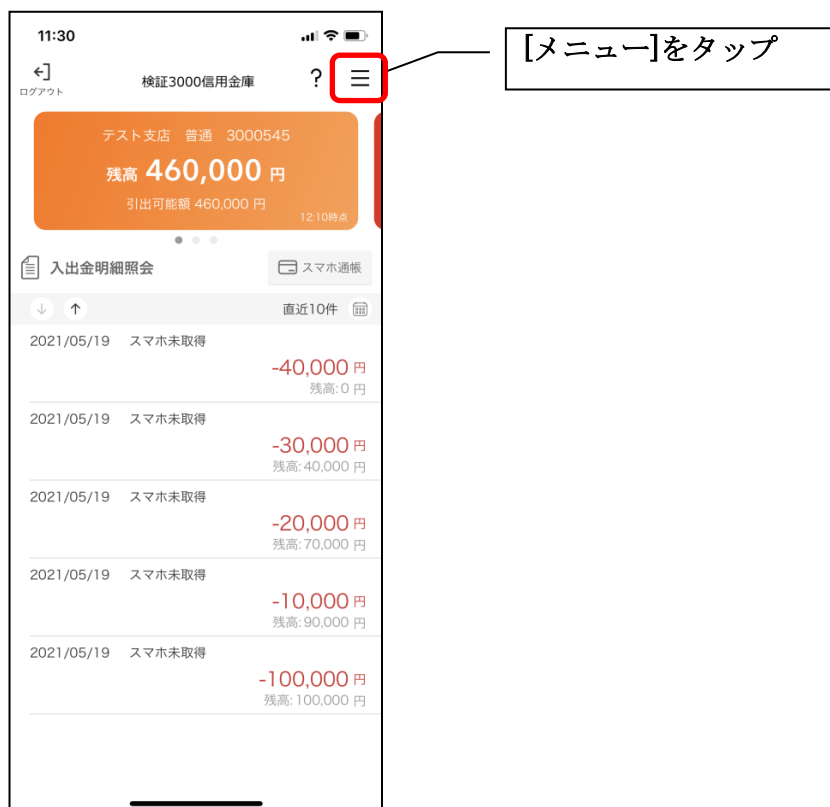 11:30
[メニュー]をタップ
ログアウト
検証3000信用金庫
?
テスト支店 普通 3000545
残高 460,000 円
引出可能額 460,000 円
12:10時点
入出金明細照会
スマホ通帳
↓ ↑
直近10件
2021/05/19 スマホ未取得
-40,000 円
残高:0 円
2021/05/19 スマホ未取得
-30,000 円
残高:40,000 円
2021/05/19 スマホ未取得
-20,000 円
残高:70,000 円
2021/05/19 スマホ未取得
-10,000 円
残高:90,000 円
2021/05/19 スマホ未取得
-100,000 円
残高:100,000 円